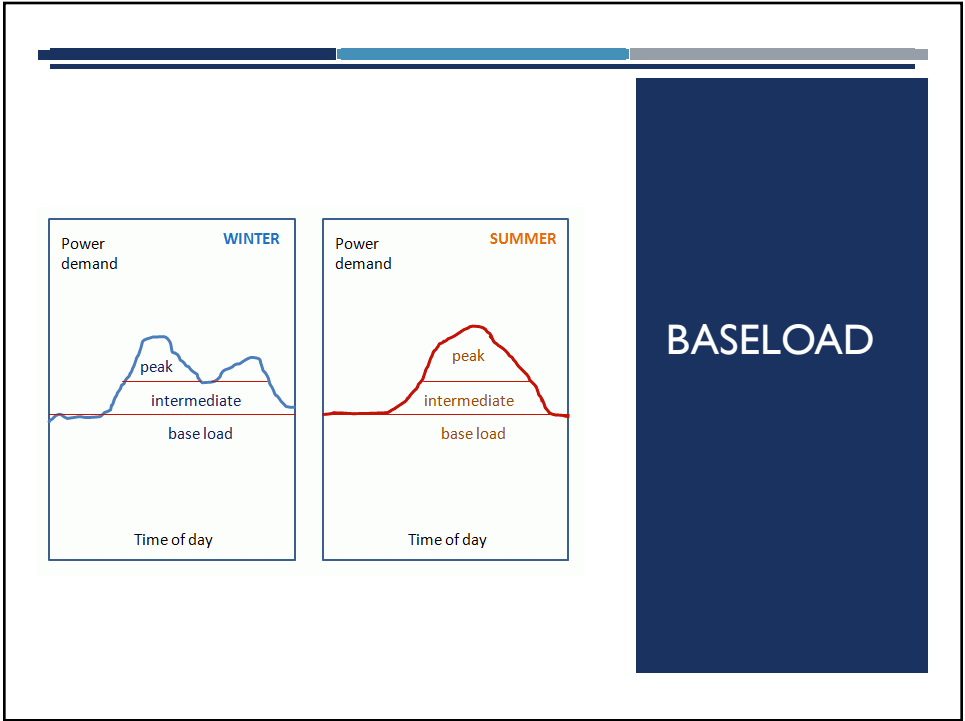 Power
demand
WINTER
peak
intermediate
base load
Time of day
Power
demand
SUMMER
peak
intermediate
base load
Time of day
BASELOAD